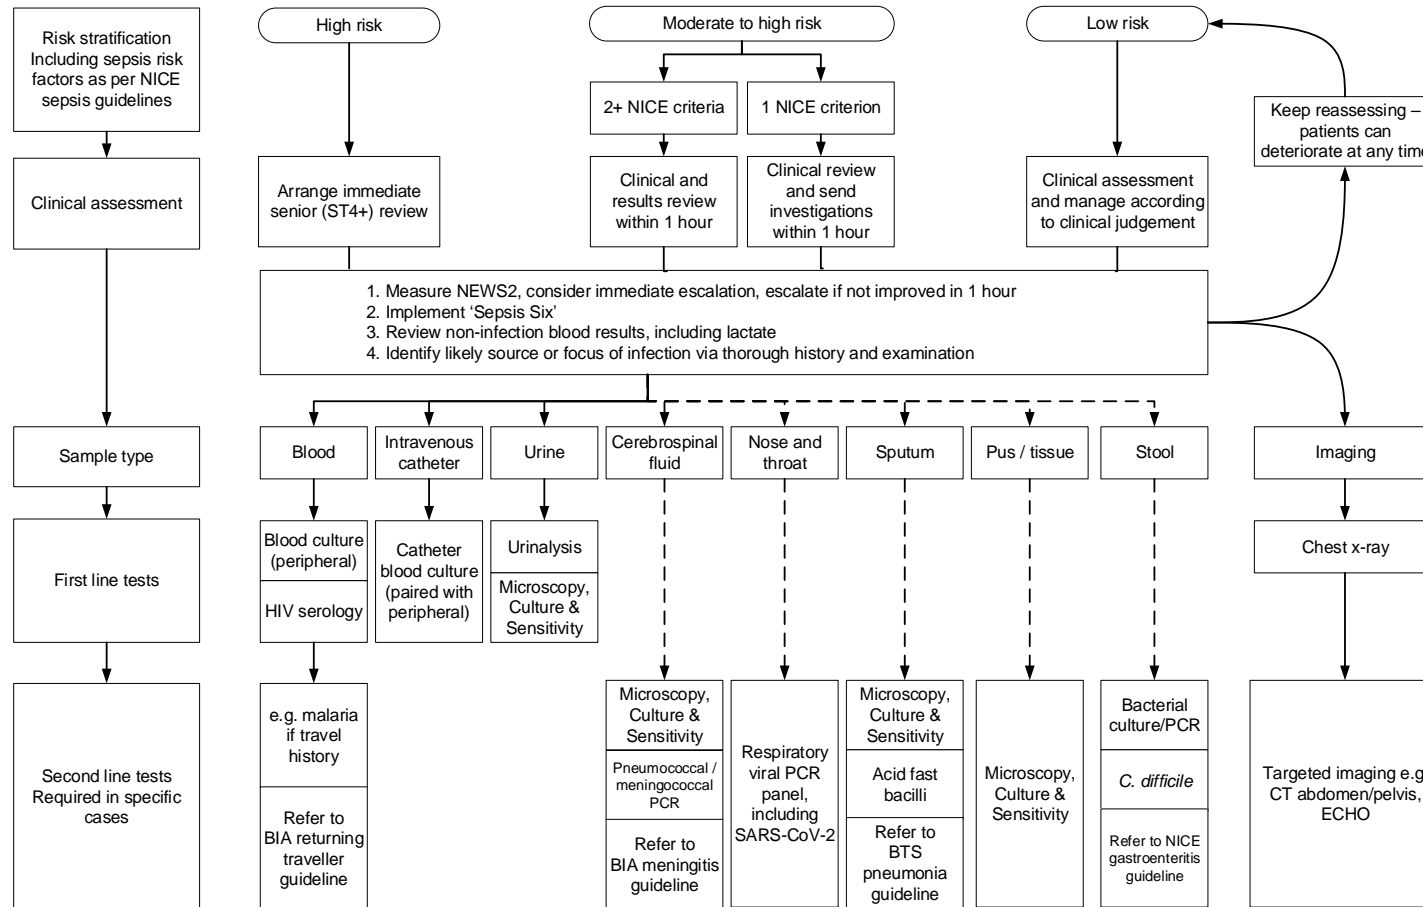 Risk stratification
Including sepsis risk
factors as per NICE
sepsis guidelines
High risk
Moderate to high risk
Low risk
2+ NICE criteria
1 NICE criterion
Keep reassessing –
patients can
deteriorate at any time
Clinical assessment
Arrange immediate
senior (ST4+) review
Clinical and
results review
within 1 hour
Clinical review
and send
investigations
within 1 hour
Clinical assessment
and manage according
to clinical judgement
1. Measure NEWS2, consider immediate escalation, escalate if not improved in 1 hour
2. Implement ‘Sepsis Six’
3. Review non-infection blood results, including lactate
4. Identify likely source or focus of infection via thorough history and examination
Sample type
Blood
Intravenous
catheter
Urine
Cerebrospinal
fluid
Nose and
throat
Sputum
Pus / tissue
Stool
Imaging
First line tests
Blood culture
(peripheral)
HIV serology
Catheter
blood culture
(paired with
peripheral)
Urinalysis
Microscopy,
Culture &
Sensitivity
Chest x-ray
Second line tests
Required in specific
cases
e.g. malaria
if travel
history
Refer to
BIA returning
traveller
guideline
Microscopy,
Culture &
Sensitivity
Pneumococcal /
meningococcal
PCR
Refer to
BIA meningitis
guideline
Respiratory
viral PCR
panel,
including
SARS-CoV-2
Microscopy,
Culture &
Sensitivity
Acid fast
bacilli
Refer to
BTS
pneumonia
guideline
Microscopy,
Culture &
Sensitivity
Bacterial
culture/PCR
C. difficile
Refer to NICE
gastroenteritis
guideline
Targeted imaging e.g.
CT abdomen/pelvis,
ECHO